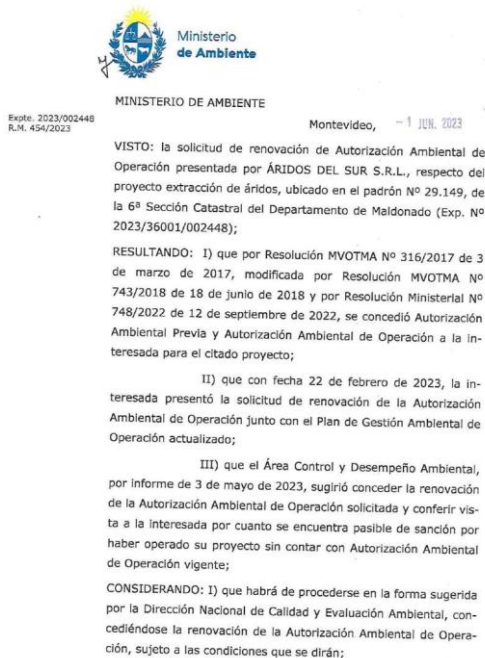 Ministerio
de Ambiente
MINISTERIO DE AMBIENTE
Expte. 2023/002448
R.M. 454/2023
Montevideo, -1 JUN. 2023
VISTO: la solicitud de renovación de Autorización Ambiental de
Operación presentada por ÁRIDOS DEL SUR S.R.L., respecto del
proyecto extracción de áridos, ubicado en el padrón Nº 29.149, de
la 6ª Sección Catastral del Departamento de Maldonado (Exp. Nº
2023/36001/002448);
RESULTANDO: I) que por Resolución MVOTMA Nº 316/2017 de 3
de marzo de 2017, modificada por Resolución MVOTMA Nº
743/2018 de 18 de junio de 2018 y por Resolución Ministerial Nº
748/2022 de 12 de septiembre de 2022, se concedió Autorización
Ambiental Previa y Autorización Ambiental de Operación a la in-
teresada para el citado proyecto;
II) que con fecha 22 de febrero de 2023, la in-
teresada presentó la solicitud de renovación de la Autorización
Ambiental de Operación junto con el Plan de Gestión Ambiental de
Operación actualizado;
III) que el Área Control y Desempeño Ambiental,
por informe de 3 de mayo de 2023, sugirió conceder la renovación
de la Autorización Ambiental de Operación solicitada y conferir vis-
ta a la interesada por cuanto se encuentra pasible de sanción por
haber operado su proyecto sin contar con Autorización Ambiental
de Operación vigente;
CONSIDERANDO: I) que habrá de procederse en la forma sugerida
por la Dirección Nacional de Calidad y Evaluación Ambiental, con-
cediéndose la renovación de la Autorización Ambiental de Opera-
ción, sujeto a las condiciones que se dirán;